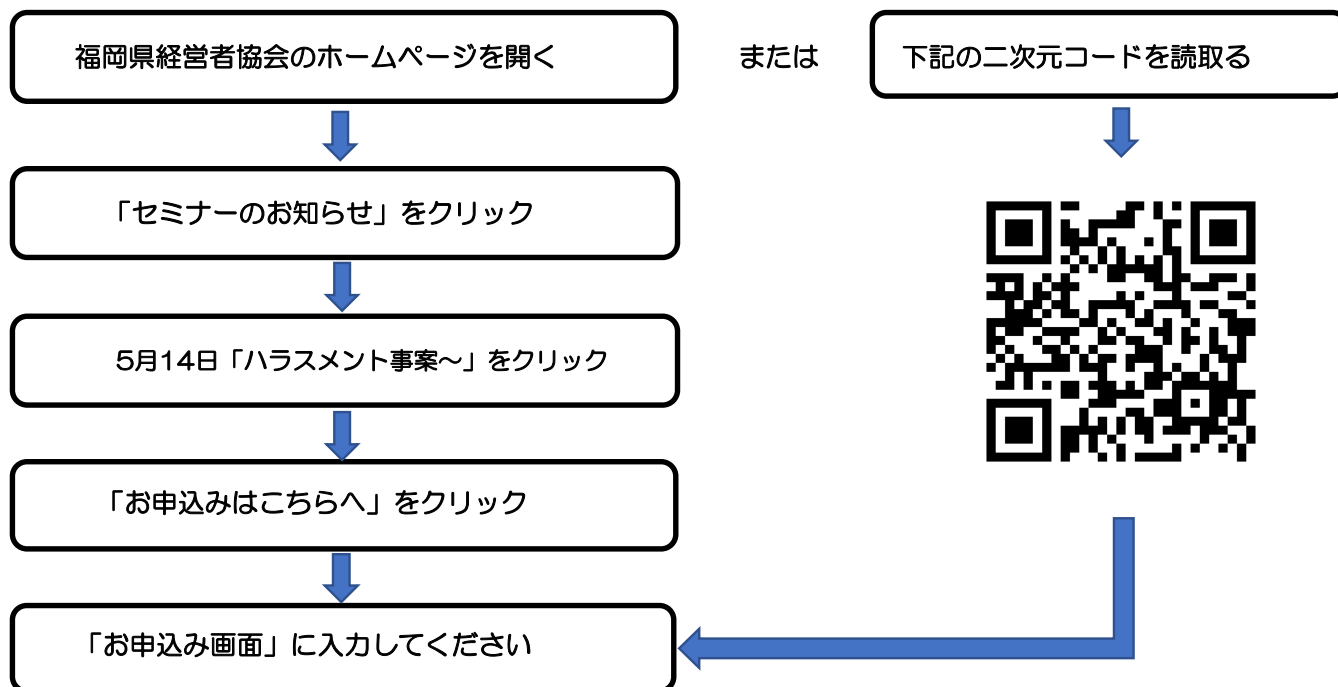 福岡県経営者協会のホームページを開く
または
下記の二次元コードを読取る
「セミナーのお知らせ」をクリック
5月14日「ハラスメント事案～」をクリック
「お申込みはこちらへ」をクリック
「お申込み画面」に入力してください